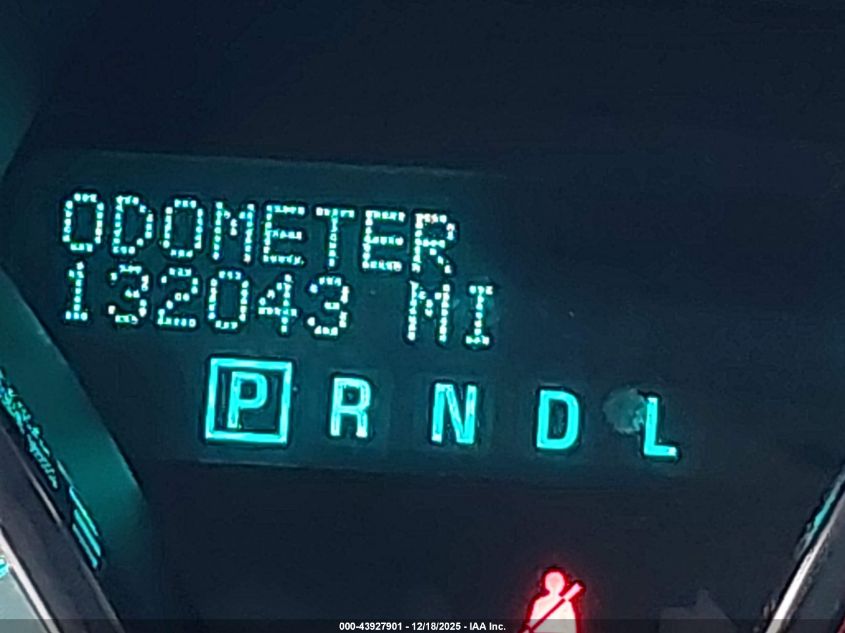 ODOMETER
132043 MI
P R N D L
000-43927901 - 12/18/2025 - IAA Inc.